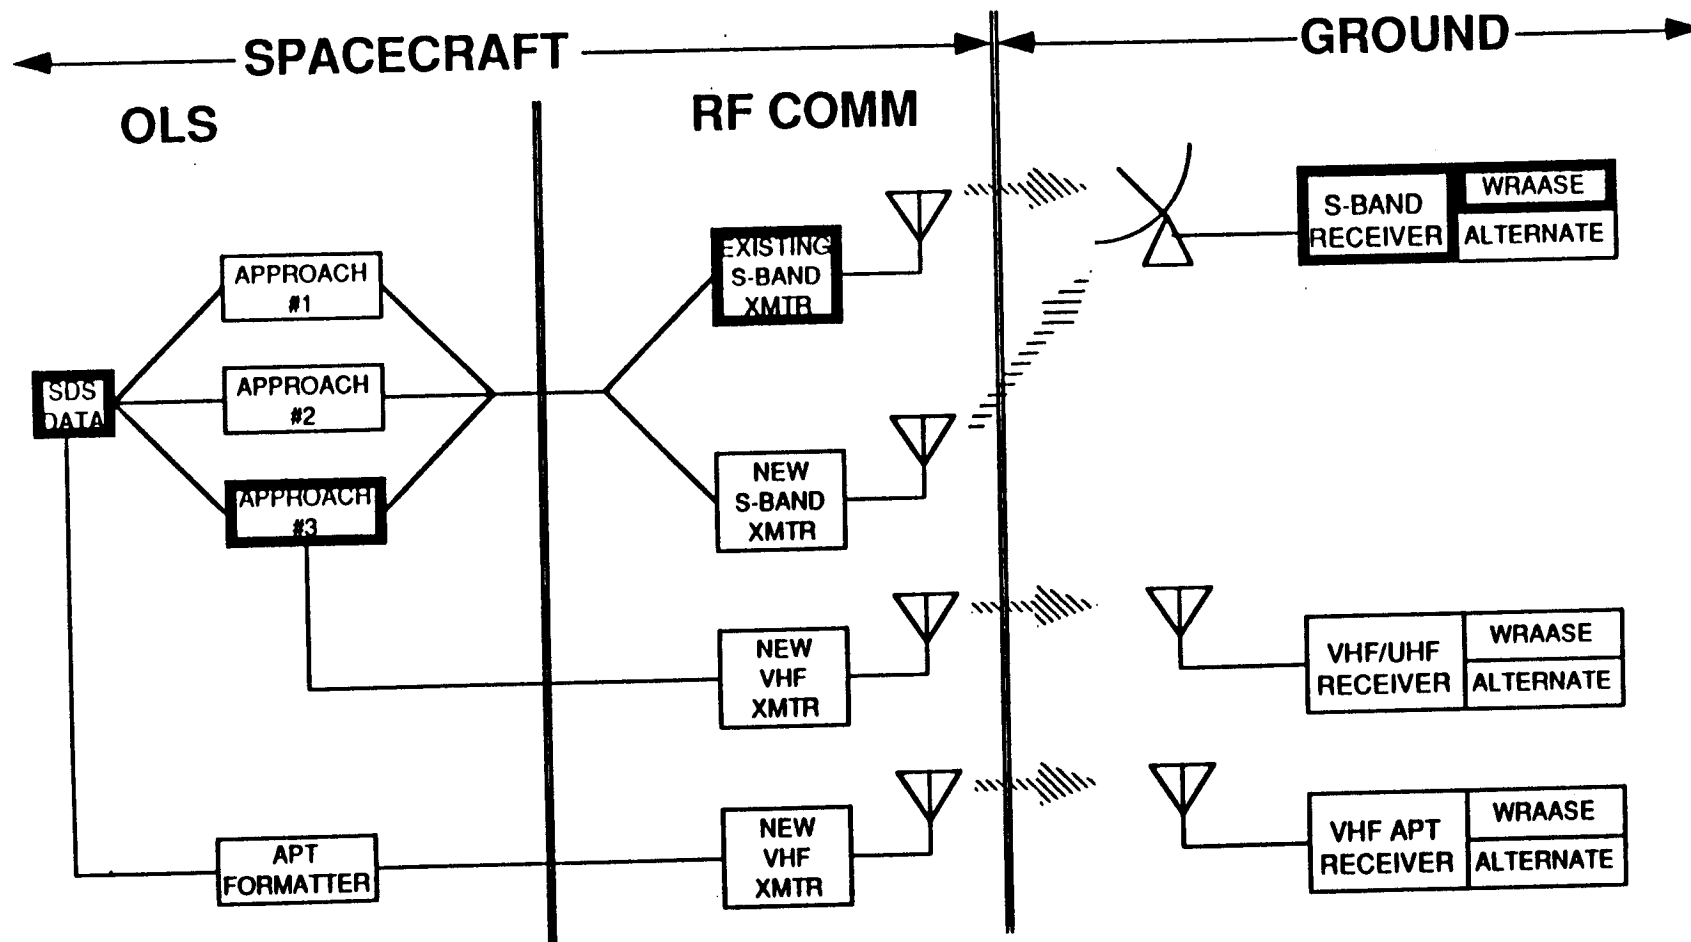 SPACECRAFT
GROUND
OLS
RF COMM
SDS
DATA
APPROACH
#1
APPROACH
#2
APPROACH
#3
APT
FORMATTER
EXISTING
S-BAND
XMTR
NEW
S-BAND
XMTR
NEW
VHF
XMTR
NEW
VHF
XMTR
S-BAND
RECEIVER
WRAASE
ALTERNATE
VHF/UHF
RECEIVER
WRAASE
ALTERNATE
VHF APT
RECEIVER
WRAASE
ALTERNATE